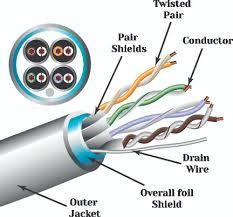 Twisted
Pair
Pair
Shields
Conductor
Drain
Wire
Outer
Jacket
Overall foil
Shield